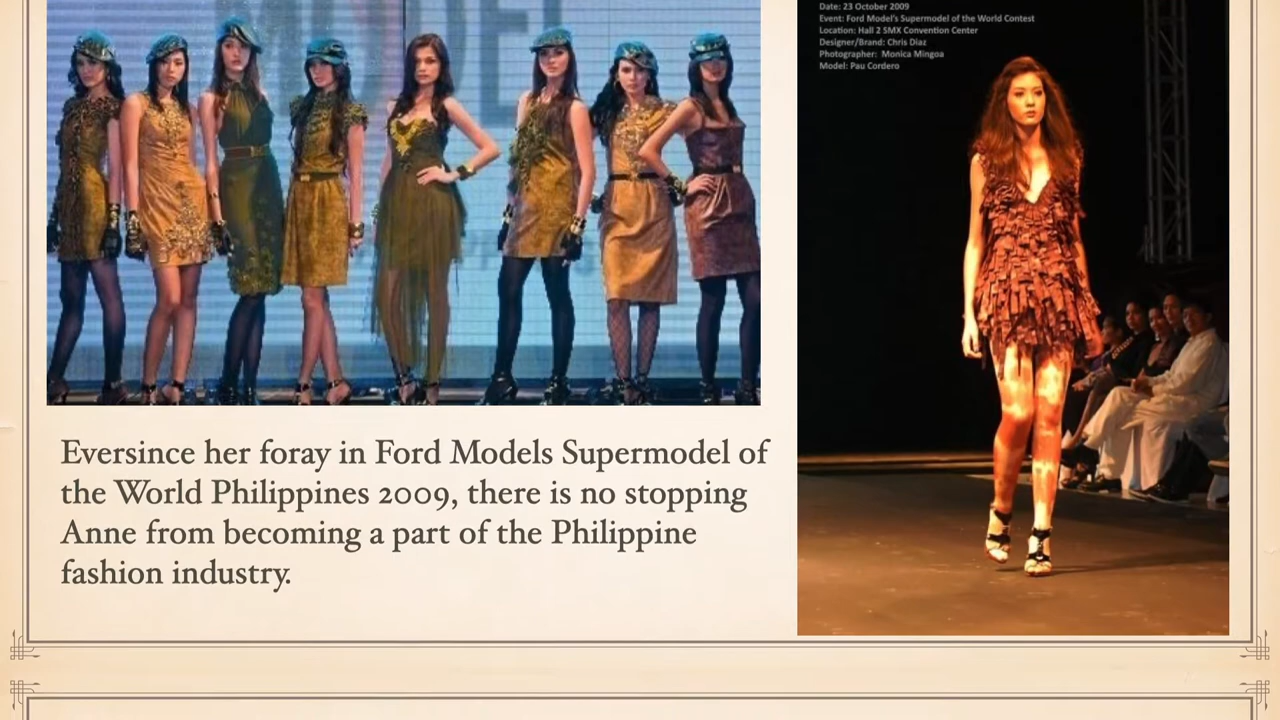 Date: 23 October 2009
Event: Ford Model's Supermodel of the World Contest
Location: Hall 2 SMX Convention Center
Designer/Brand: Chris Diaz
Photographer: Monica Mingoa
Model: Pau Cordero
Eversince her foray in Ford Models Supermodel of
the World Philippines 2009, there is no stopping
Anne from becoming a part of the Philippine
fashion industry.